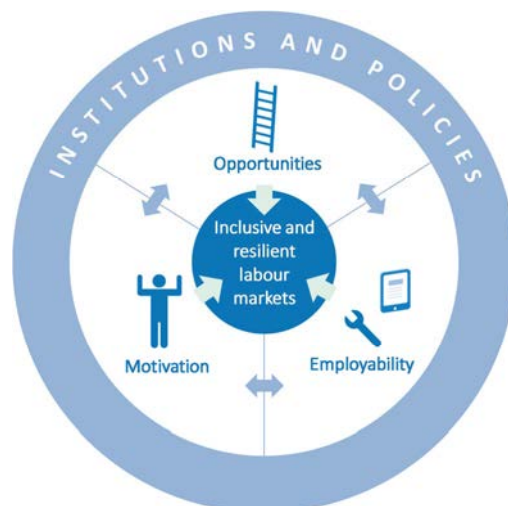 INSTITUTIONS AND POLICIES
Opportunities
Inclusive and
resilient
labour
markets
Motivation
Employability